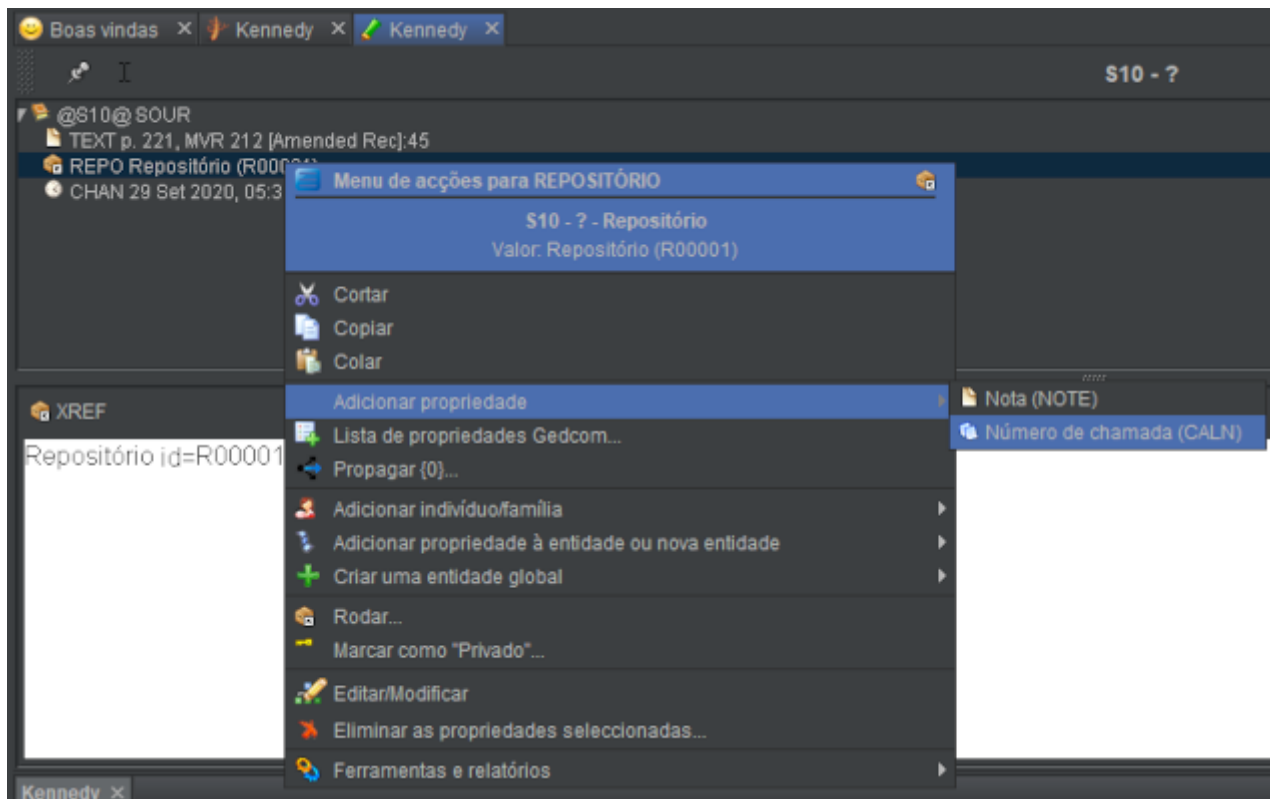 Boas vindas
Kennedy
Kennedy
S10 - ?
@S10@ SOUR
TEXT p. 221, MVR 212 [Amended Rec]:45
REPO Repositório (R00001)
CHAN 29 Set 2020, 05:3
Menu de acções para REPOSITÓRIO
S10 - ? - Repositório
Valor: Repositório (R00001)
Cortar
Copiar
Colar
Adicionar propriedade
Nota (NOTE)
Número de chamada (CALN)
XREF
Repositório id=R00001
Lista de propriedades Gedcom...
Propagar {0}...
Adicionar indivíduo/família
Adicionar propriedade à entidade ou nova entidade
Criar uma entidade global
Rodar...
Marcar como "Privado"...
Editar/Modificar
Eliminar as propriedades seleccionadas...
Ferramentas e relatórios
Kennedy